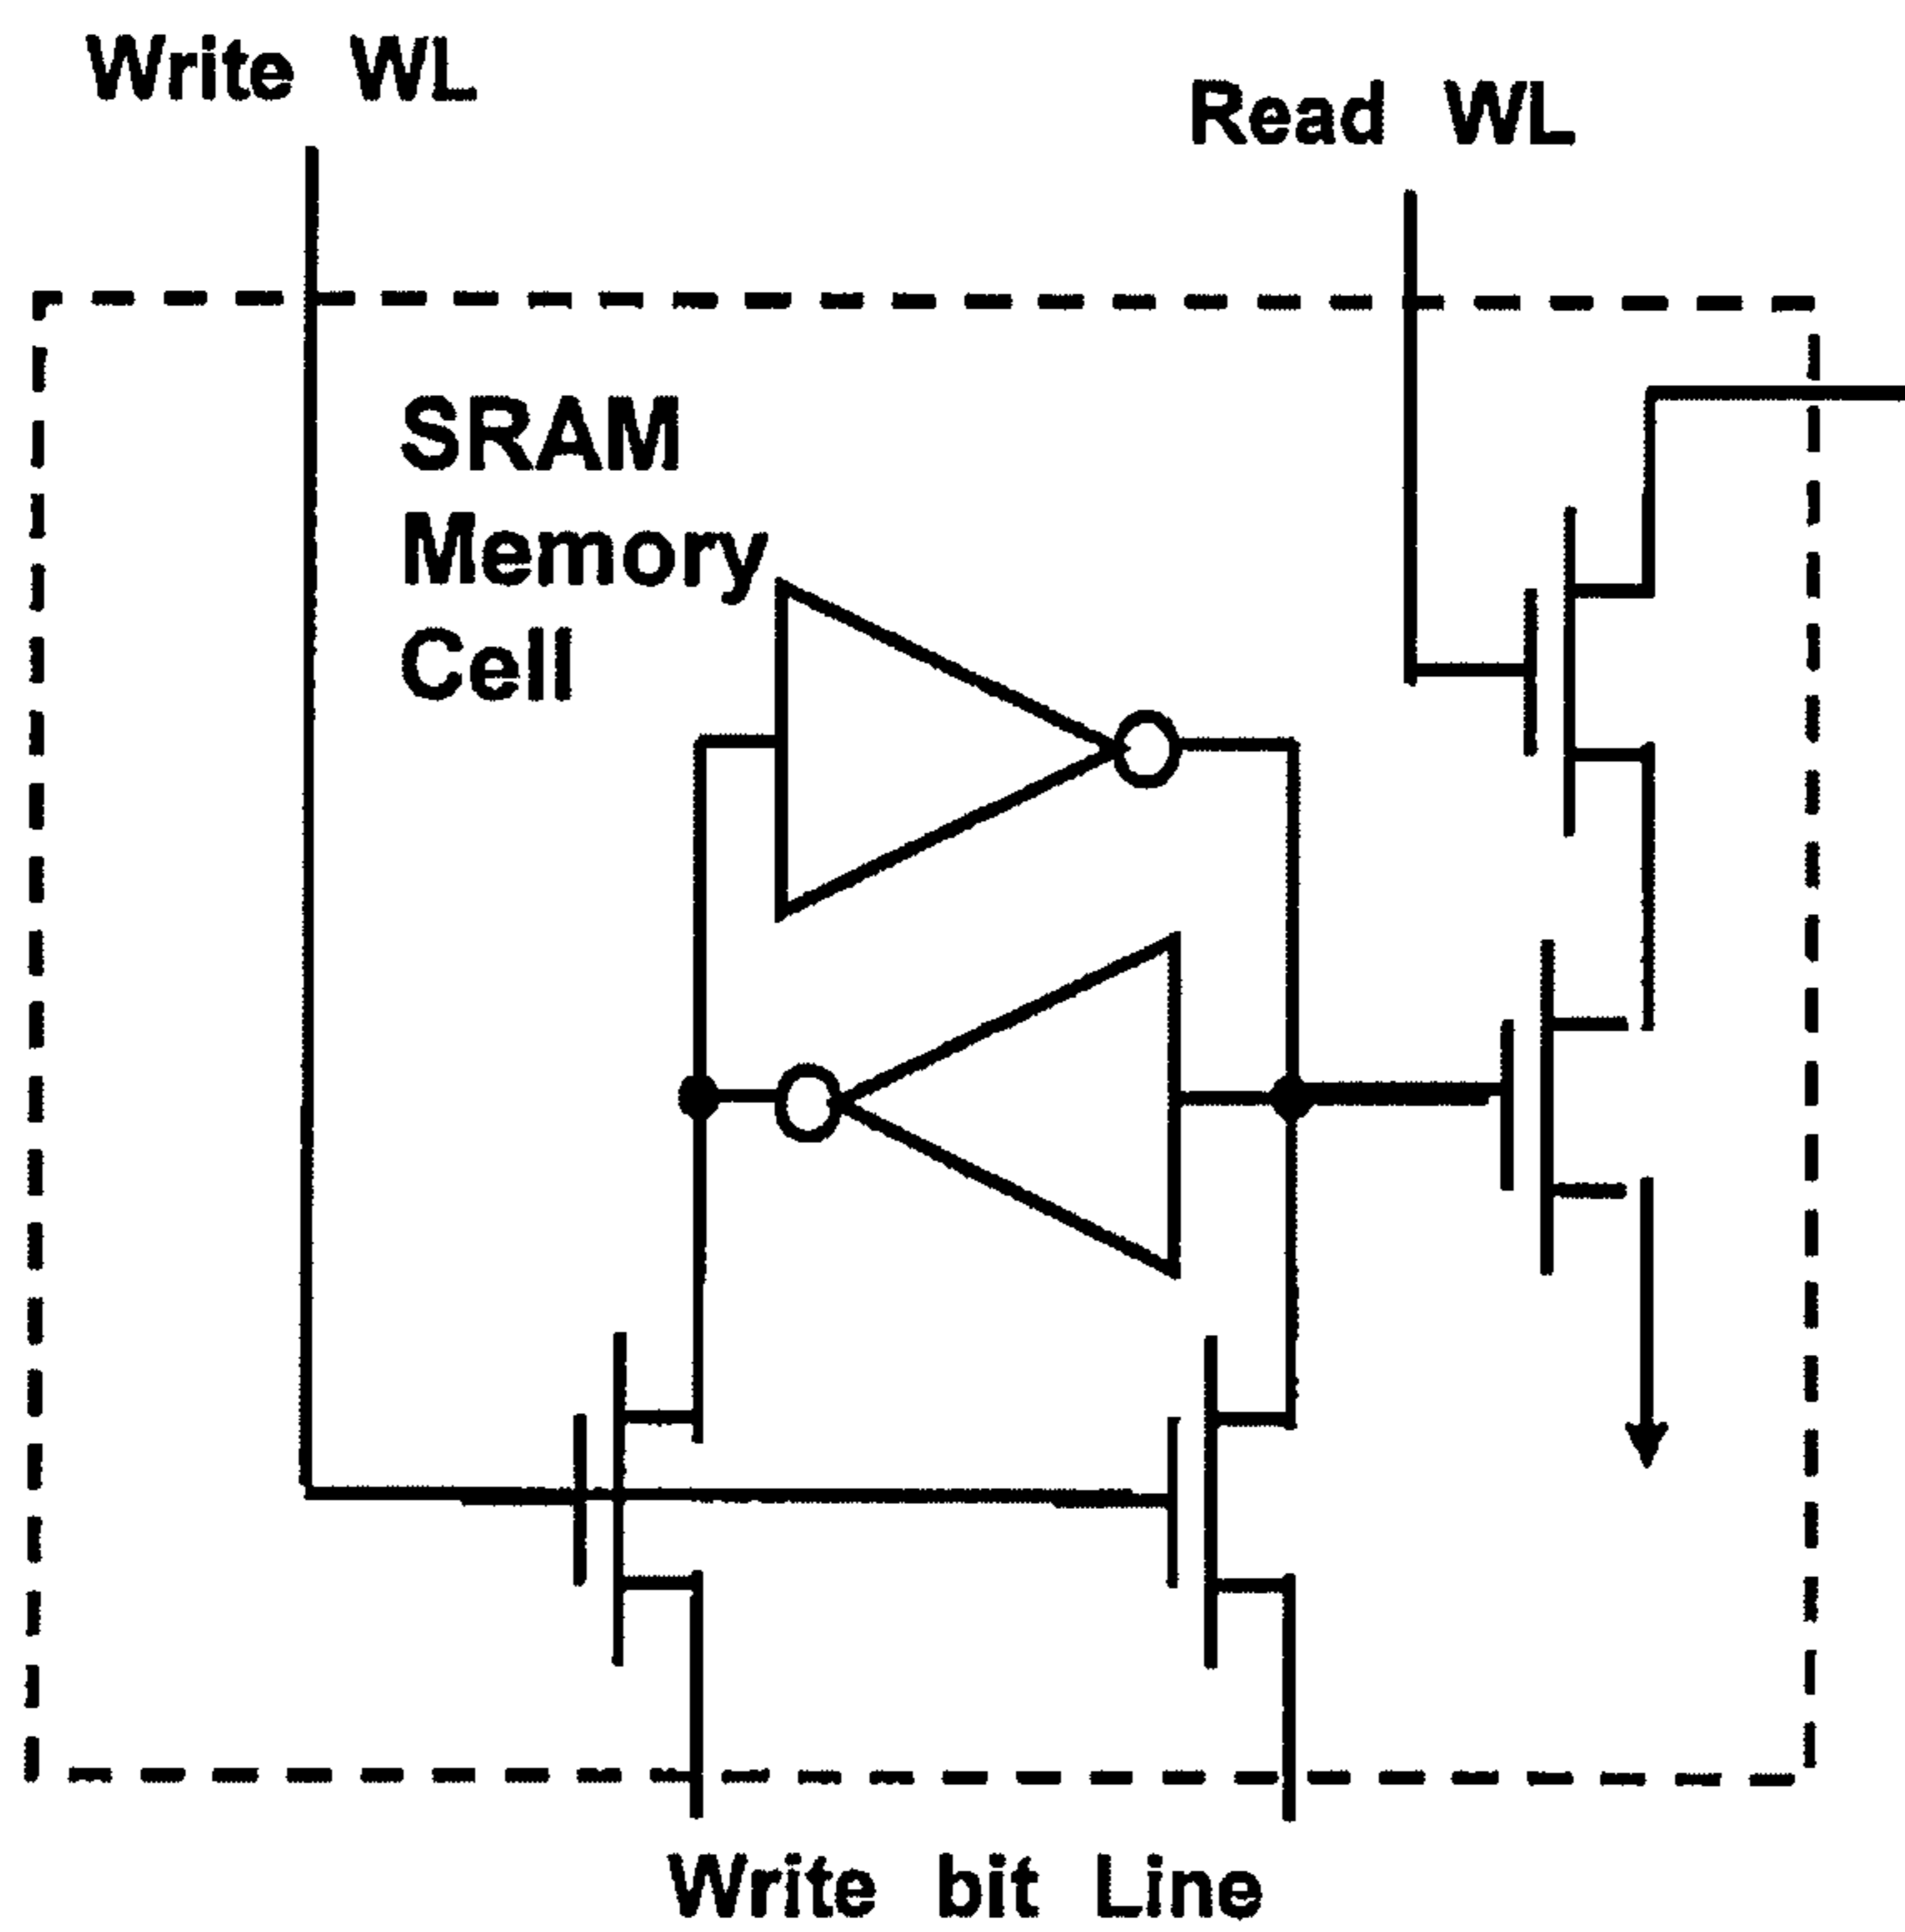 Write WL
Read WL
SRAM
Memory
Cell
Write bit Line